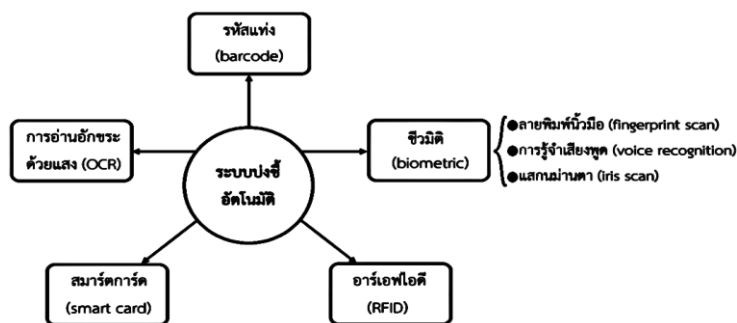 รหัสแท่ง
(barcode)
การอ่านอักขระ
ด้วยแสง (OCR)
ระบบบ่งชี้
อัตโนมัติ
ชีวมิติ
(biometric)
●ลายพิมพ์นิ้วมือ (fingerprint scan)
●การรู้จำเสียงพูด (voice recognition)
●แสกนม่านตา (iris scan)
สมาร์ตการ์ด
(smart card)
อาร์เอฟไอดี
(RFID)